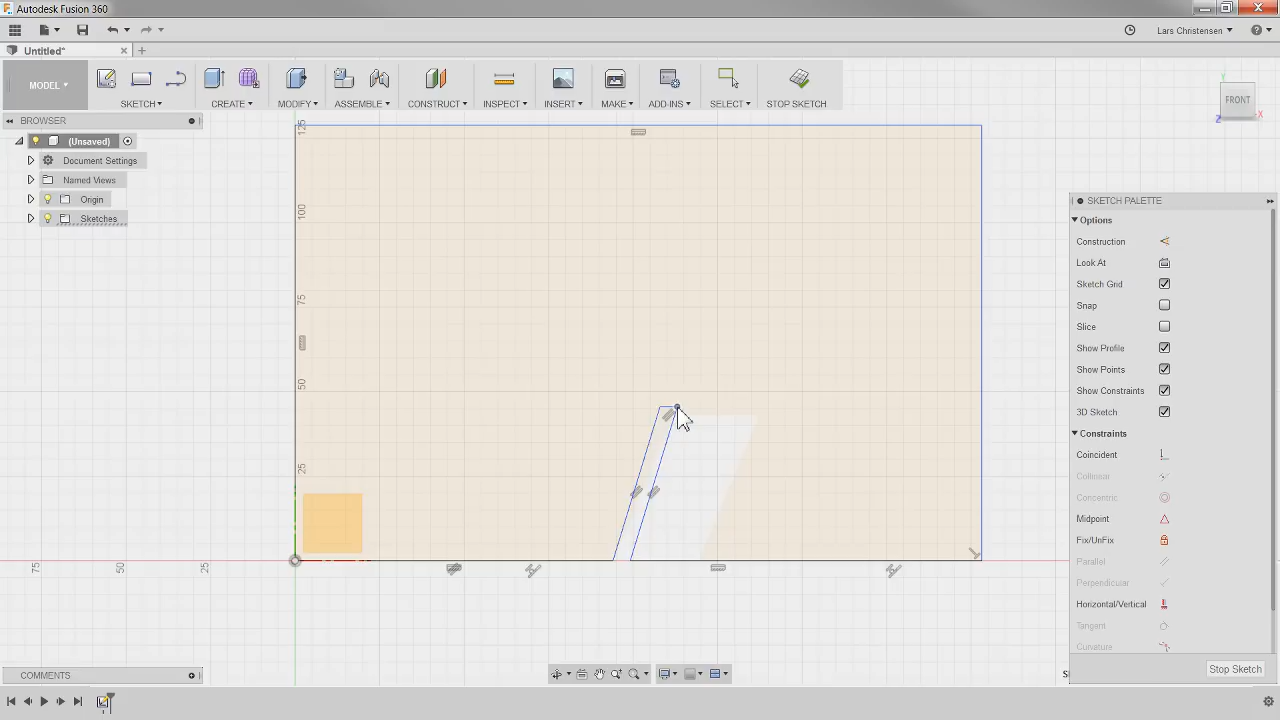 Autodesk Fusion 360
Lars Christensen
Untitled*
MODEL
SKETCH
CREATE
MODIFY
ASSEMBLE
CONSTRUCT
INSPECT
INSERT
MAKE
ADD-INS
SELECT
STOP SKETCH
BROWSER
(Unsaved)
Document Settings
Named Views
Origin
Sketches
Y
FRONT
Z
X
125
100
75
50
25
75
50
25
SKETCH PALETTE
Options
Construction
Look At
Sketch Grid
Snap
Slice
Show Profile
Show Points
Show Constraints
3D Sketch
Constraints
Coincident
Collinear
Concentric
Midpoint
Fix/UnFix
Parallel
Perpendicular
Horizontal/Vertical
Tangent
Curvature
Stop Sketch
COMMENTS